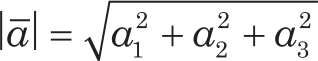 |a̅| = √(a₁² + a₂² + a₃²)